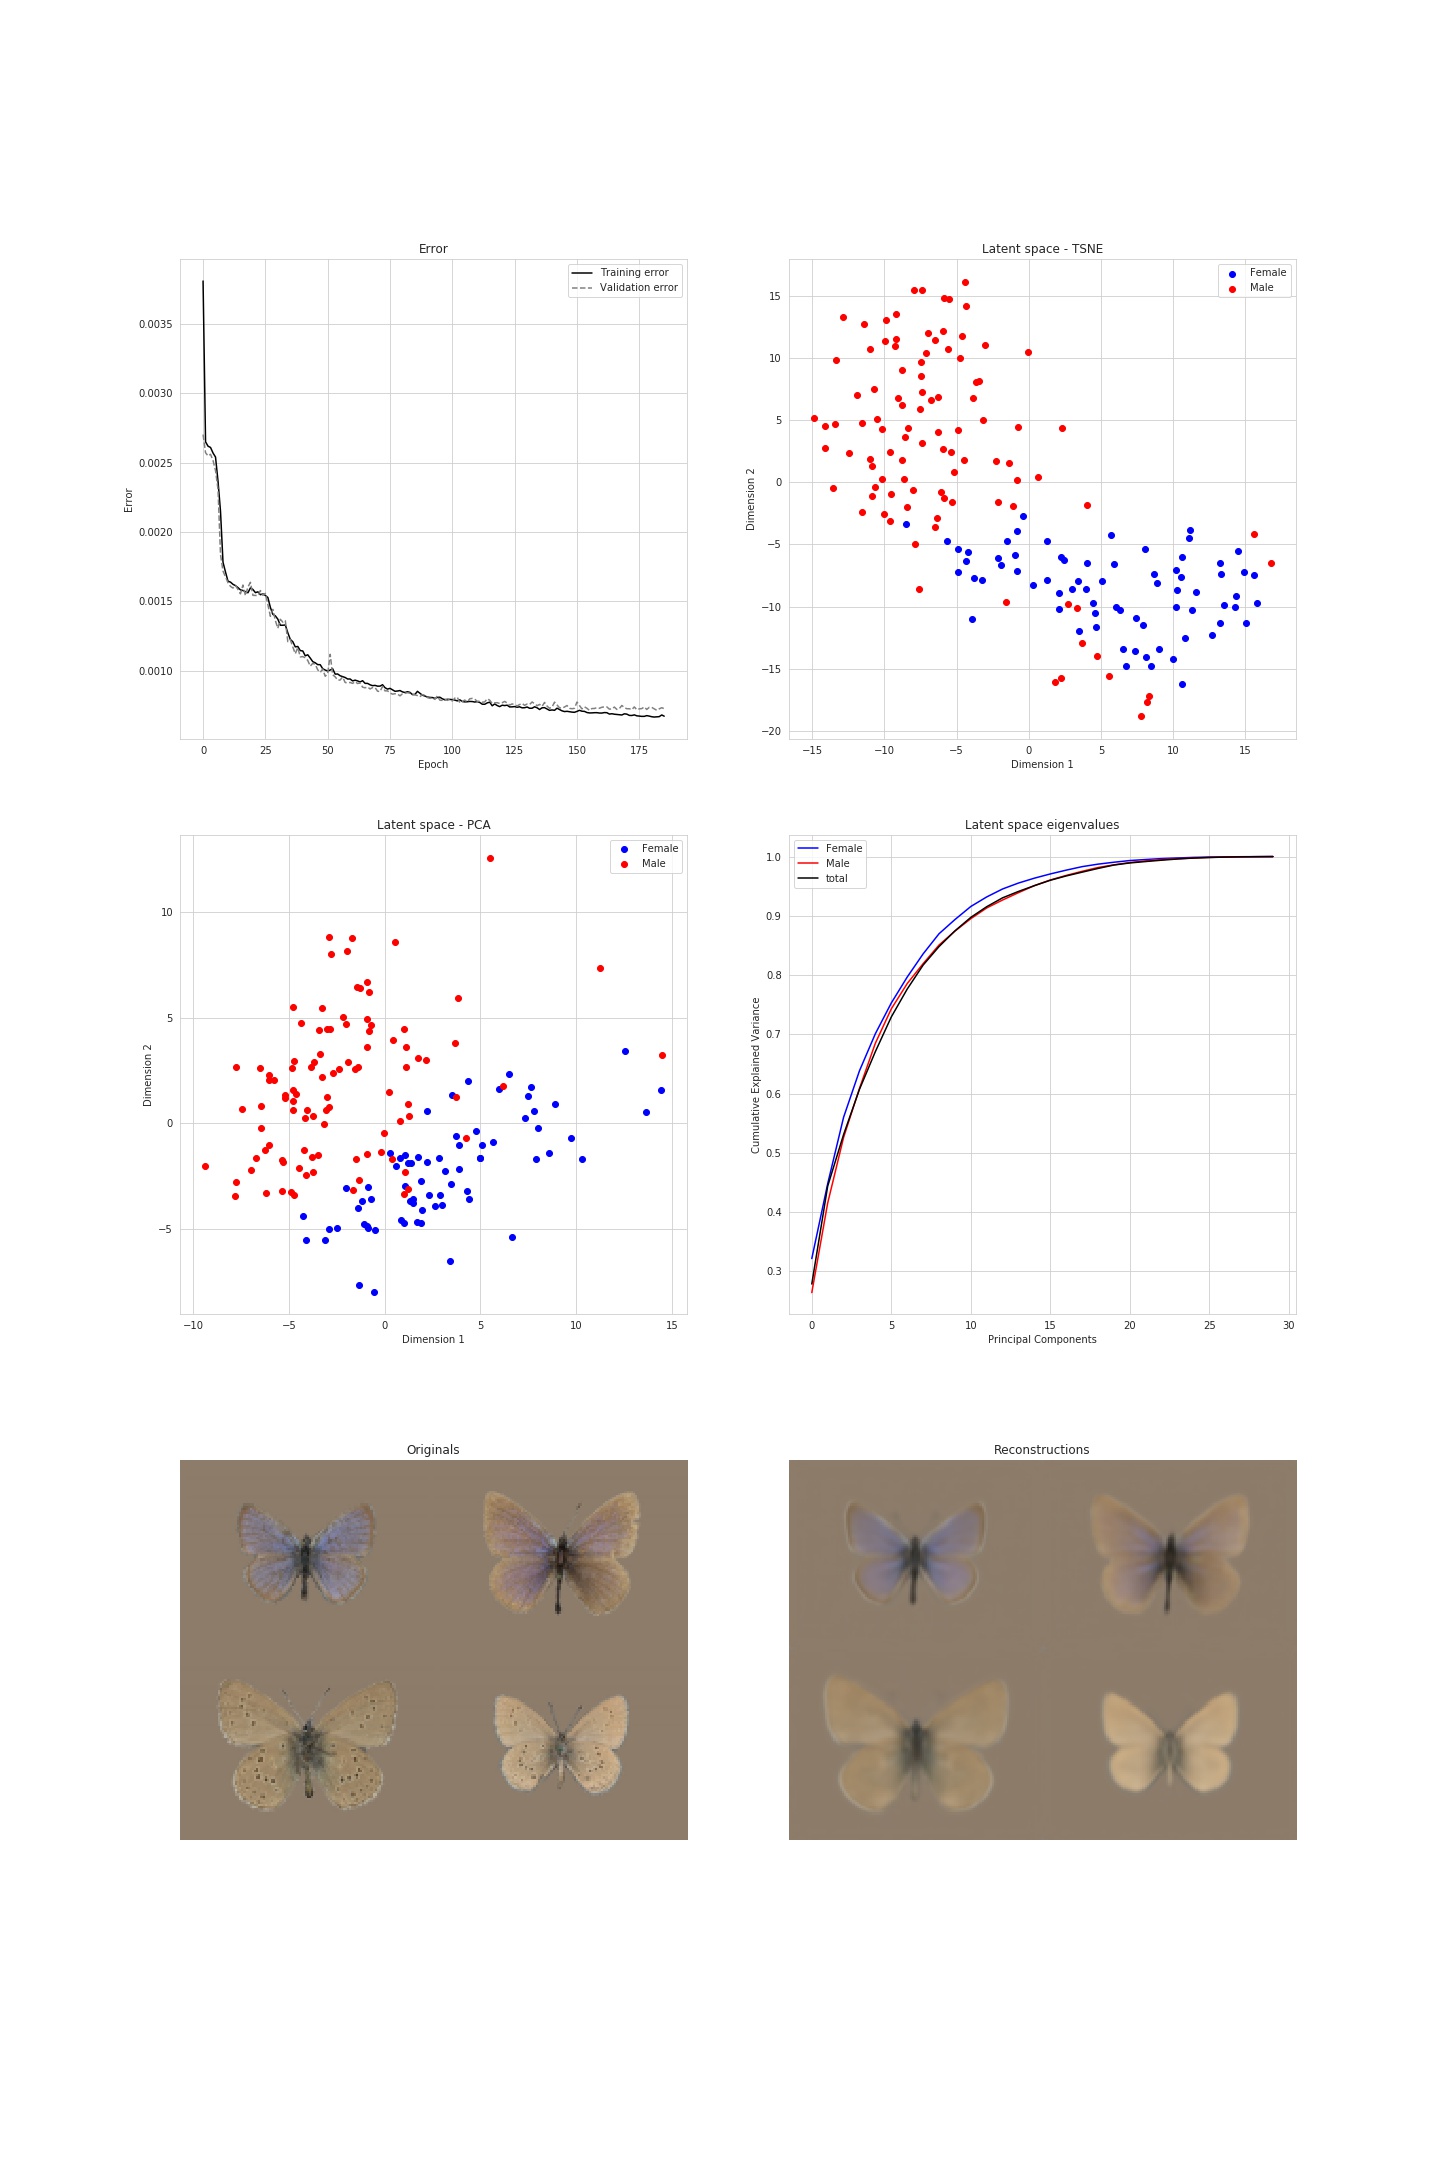 Error
Training error
Validation error
0.0035
0.0030
0.0025
0.0020
0.0015
0.0010
Error
0 25 50 75 100 125 150 175
Epoch
Latent space - TSNE
Female
Male
15
10
5
0
−5
−10
−15
−20
Dimension 2
−15 −10 −5 0 5 10 15
Dimension 1
Latent space - PCA
Female
Male
10
5
0
−5
Dimension 2
−10 −5 0 5 10 15
Dimension 1
Latent space eigenvalues
Female
Male
total
1.0
0.9
0.8
0.7
0.6
0.5
0.4
0.3
Cumulative Explained Variance
0 5 10 15 20 25 30
Principal Components
Originals
Reconstructions